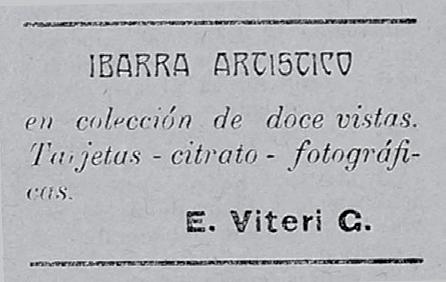 IBARRA ARTISTICO
en colección de doce vistas.
Tarjetas - citrato - fotográfi-
cas.
E. Viteri G.